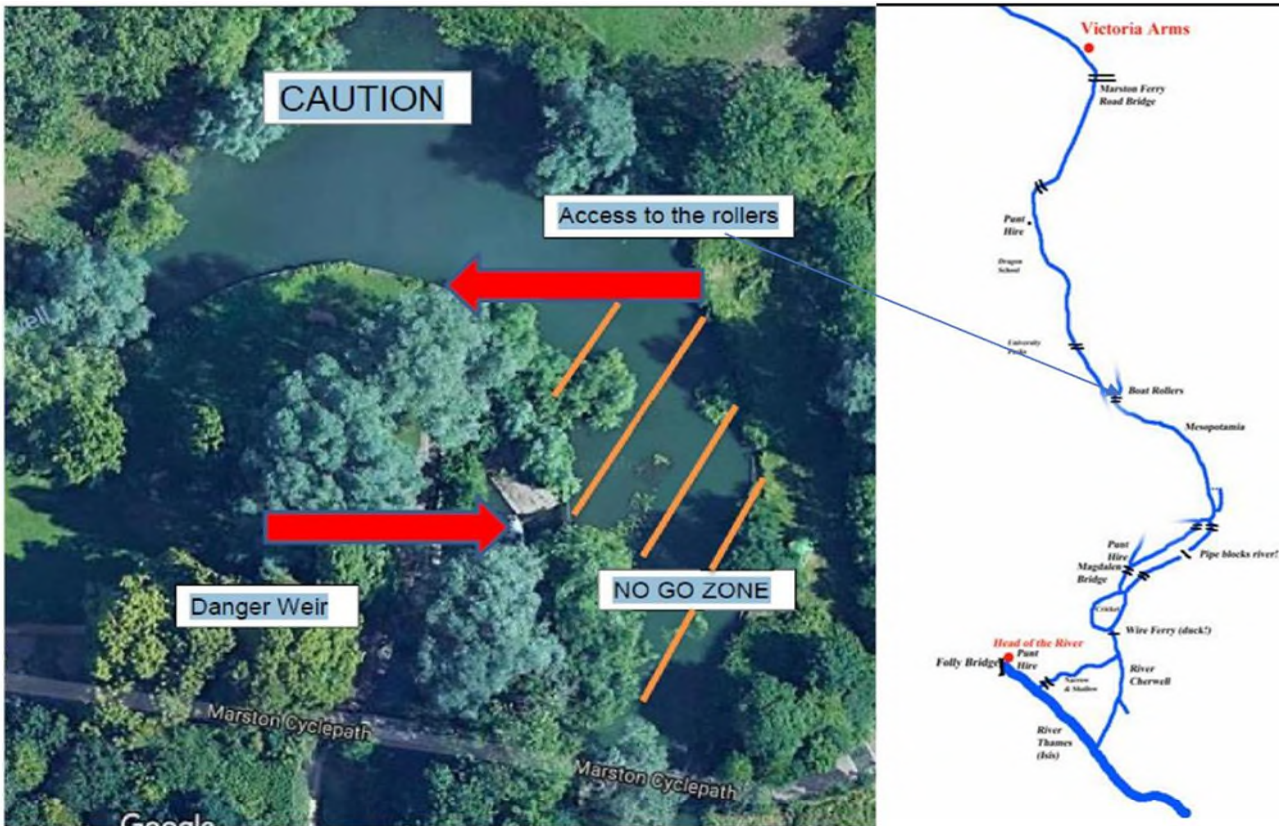 CAUTION
Access to the rollers
Danger Weir
NO GO ZONE
Marston Cyclepath
Marston Cyclepath
Google
Victoria Arms
Marston Ferry
Road Bridge
Punt
Hire
Dragon
School
University
Parks
Boat Rollers
Mesopotamia
Punt
Hire
Magdalen
Bridge
Pipe blocks river!
Cricket
Wire Ferry (duck!)
Head of the River
Punt
Hire
Folly Bridge
Narrow
& Shallow
River
Cherwell
River
Thames
(Isis)